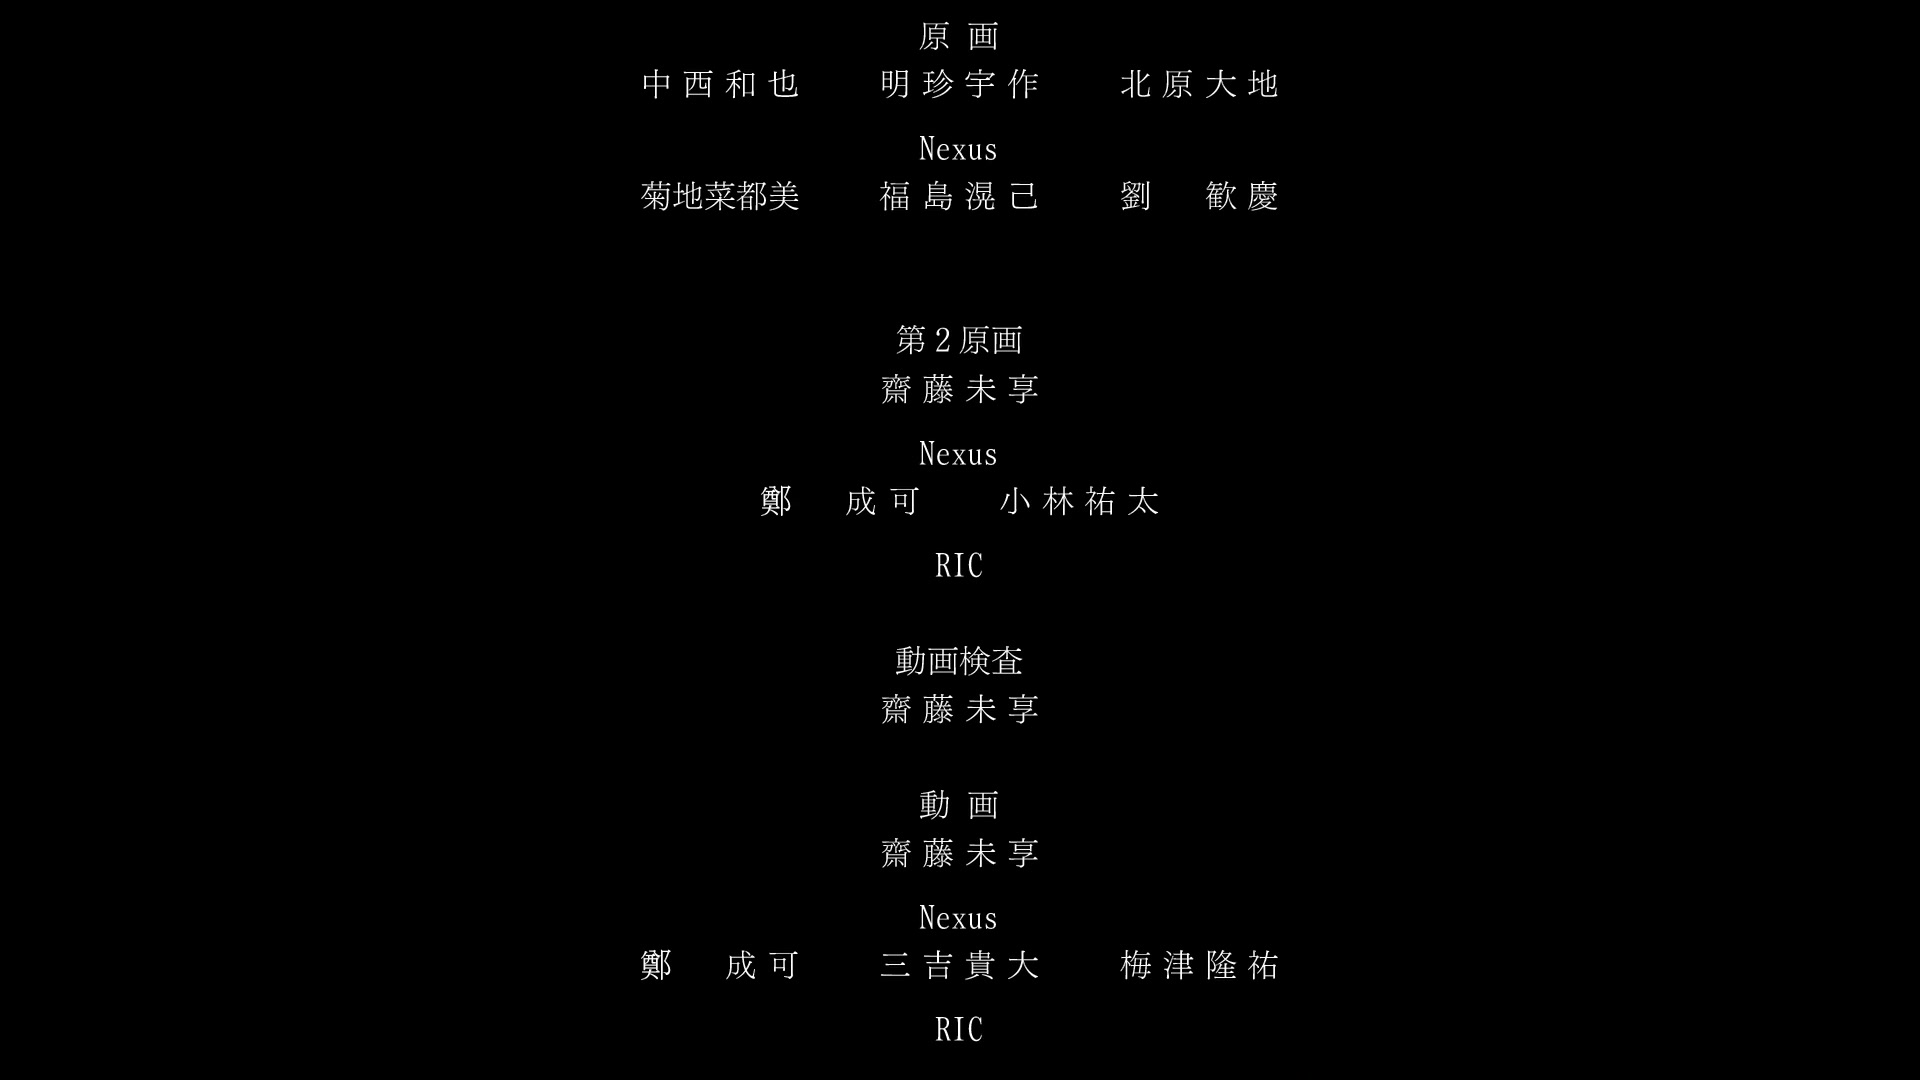 原 画
中西和也 明珍宇作 北原大地
Nexus
菊地菜都美 福島滉己 劉 歓慶
第2原画
齋藤未享
Nexus
鄭 成可 小林祐太
RIC
動画検査
齋藤未享
動 画
齋藤未享
Nexus
鄭 成可 三吉貴大 梅津隆祐
RIC